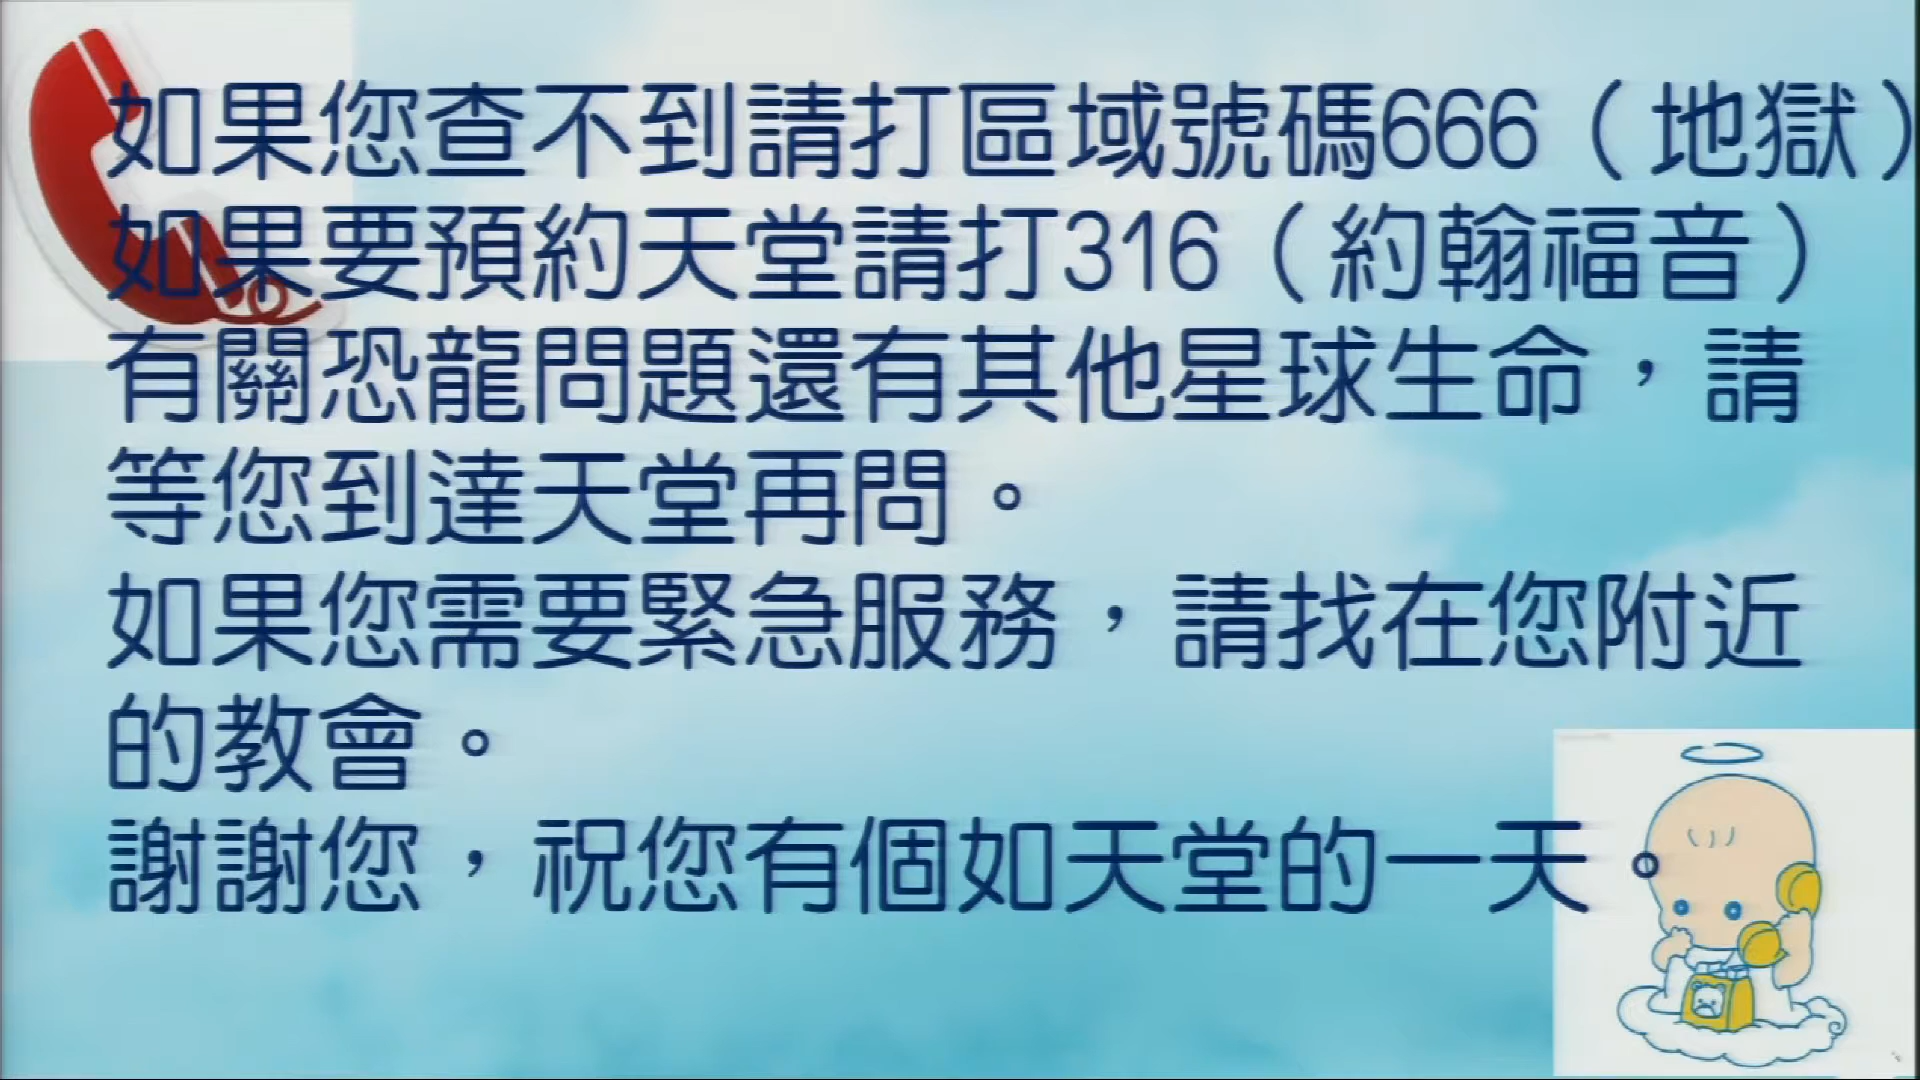 如果您查不到請打區域號碼666（地獄）
如果要預約天堂請打316（約翰福音）
有關恐龍問題還有其他星球生命，請
等您到達天堂再問。
如果您需要緊急服務，請找在您附近
的教會。
謝謝您，祝您有個如天堂的一天。